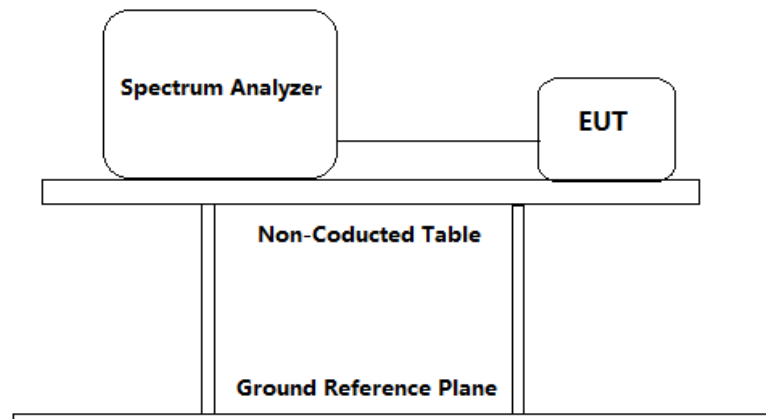 Spectrum Analyzer
EUT
Non-Coducted Table
Ground Reference Plane